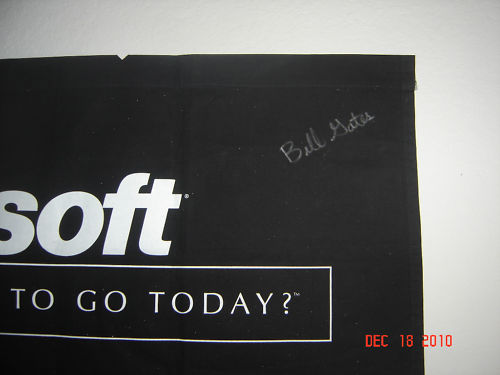 Bill Gates
soft®
TO GO TODAY?™
DEC 18 2010